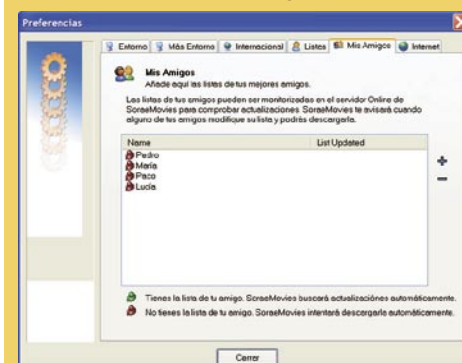 Preferencias
Entorno Más Entorno Internacional Listas Mis Amigos Internet
Mis Amigos
Añade aquí las listas de tus mejores amigos.
Las listas de tus amigos pueden ser monitorizadas en el servidor Online de
SoraeMovies para comprobar actualizaciones. SoraeMovies te avisará cuando
alguno de tus amigos modifique su lista y podrás descargarla.
Name List Updated
Pedro
María
Paco
Lucía
Tienes la lista de tu amigo. SoraeMovies buscará actualizaciónes automáticamente.
No tienes la lista de tu amigo. SoraeMovies intentará descargarla automáticamente.
Cerrar